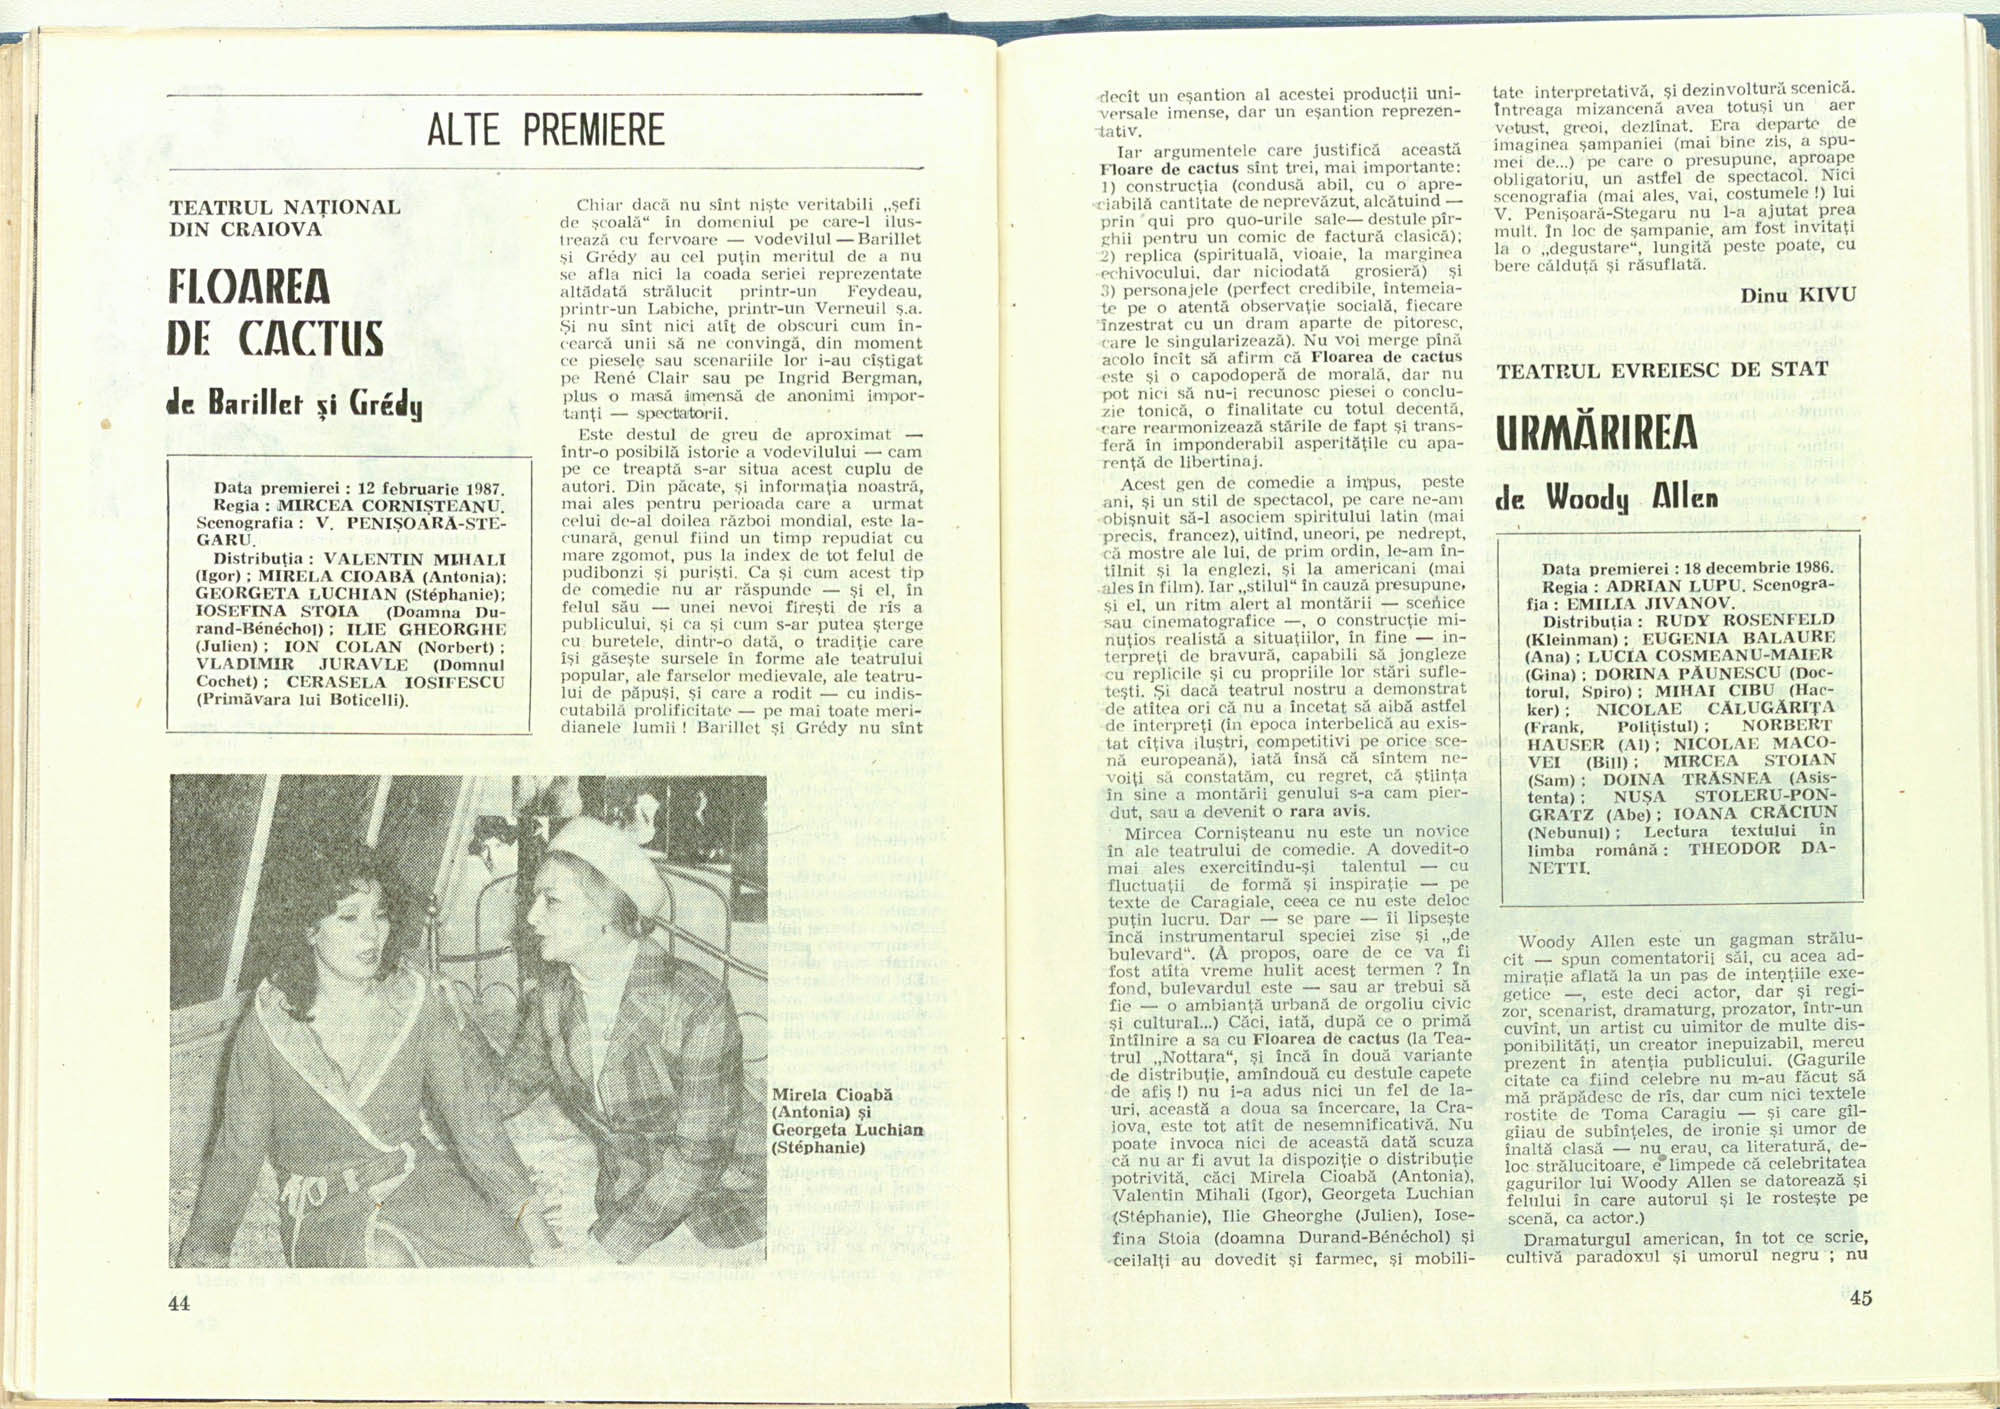 ALTE PREMIERE
TEATRUL NAȚIONAL
DIN CRAIOVA
FLOAREA
DE CACTUS
de Barillet și Grédy
Data premierei : 12 februarie 1987.
Regia : MIRCEA CORNIȘTEANU.
Scenografia : V. PENIȘOARĂ-STE-
GARU.
Distribuția : VALENTIN MIHALI
(Igor) ; MIRELA CIOABĂ (Antonia);
GEORGETA LUCHIAN (Stéphanie);
IOSEFINA STOIA (Doamna Du-
rand-Bénéchol) ; ILIE GHEORGHE
(Julien) ; ION COLAN (Norbert) ;
VLADIMIR JURAVLE (Domnul
Cochet) ; CERASELA IOSIFESCU
(Primăvara lui Boticelli).
Chiar dacă nu sînt niște veritabili „șefi
de școală“ în domeniul pe care-l ilus-
trează cu fervoare — vodevilul — Barillet
și Grédy au cel puțin meritul de a nu
se afla nici la coada seriei reprezentate
altădată strălucit printr-un Feydeau,
printr-un Labiche, printr-un Verneuil ș.a.
Și nu sînt nici atît de obscuri cum în-
cearcă unii să ne convingă, din moment
ce piesele sau scenariile lor i-au cîștigat
pe René Clair sau pe Ingrid Bergman,
plus o masă imensă de anonimi impor-
tanți — spectatorii.
Este destul de greu de aproximat —
într-o posibilă istorie a vodevilului — cam
pe ce treaptă s-ar situa acest cuplu de
autori. Din păcate, și informația noastră,
mai ales pentru perioada care a urmat
celui de-al doilea război mondial, este la-
cunară, genul fiind un timp repudiat cu
mare zgomot, pus la index de tot felul de
pudibonzi și puriști. Ca și cum acest tip
de comedie nu ar răspunde — și el, în
felul său — unei nevoi firești de rîs a
publicului, și ca și cum s-ar putea șterge
cu buretele, dintr-o dată, o tradiție care
își găsește sursele în forme ale teatrului
popular, ale farselor medievale, ale teatru-
lui de păpuși, și care a rodit — cu indis-
cutabilă prolificitate — pe mai toate meri-
dianele lumii ! Barillet și Grédy nu sînt
Mirela Cioabă
(Antonia) și
Georgeta Luchian
(Stéphanie)
44
decît un eșantion al acestei producții uni-
versale imense, dar un eșantion reprezen-
tativ.
Iar argumentele care justifică această
Floare de cactus sînt trei, mai importante:
1) construcția (condusă abil, cu o apre-
ciabilă cantitate de neprevăzut, alcătuind —
prin qui pro quo-urile sale— destule pîr-
ghii pentru un comic de factură clasică);
2) replica (spirituală, vioaie, la marginea
echivocului, dar niciodată grosieră) și
3) personajele (perfect credibile, întemeia-
te pe o atentă observație socială, fiecare
înzestrat cu un dram aparte de pitoresc,
care le singularizează). Nu voi merge pînă
acolo încît să afirm că Floarea de cactus
este și o capodoperă de morală, dar nu
pot nici să nu-i recunosc piesei o conclu-
zie tonică, o finalitate cu totul decentă,
care rearmonizează stările de fapt și trans-
feră în imponderabil asperitățile cu apa-
rență de libertinaj.
Acest gen de comedie a impus, peste
ani, și un stil de spectacol, pe care ne-am
obișnuit să-l asociem spiritului latin (mai
precis, francez), uitînd, uneori, pe nedrept,
că mostre ale lui, de prim ordin, le-am în-
tîlnit și la englezi, și la americani (mai
ales în film). Iar „stilul“ în cauză presupune,
și el, un ritm alert al montării — scenice
sau cinematografice —, o construcție mi-
nuțios realistă a situațiilor, în fine — in-
terpreți de bravură, capabili să jongleze
cu replicile și cu propriile lor stări sufle-
tești. Și dacă teatrul nostru a demonstrat
de atîtea ori că nu a încetat să aibă astfel
de interpreți (în epoca interbelică au exis-
tat cîțiva iluștri, competitivi pe orice sce-
nă europeană), iată însă că sîntem ne-
voiți să constatăm, cu regret, că știința
în sine a montării genului s-a cam pier-
dut, sau a devenit o rara avis.
Mircea Cornișteanu nu este un novice
în ale teatrului de comedie. A dovedit-o
mai ales exercitîndu-și talentul — cu
fluctuații de formă și inspirație — pe
texte de Caragiale, ceea ce nu este deloc
puțin lucru. Dar — se pare — îi lipsește
încă instrumentarul speciei zise și „de
bulevard“. (A propos, oare de ce va fi
fost atîta vreme hulit acest termen ? În
fond, bulevardul este — sau ar trebui să
fie — o ambianță urbană de orgoliu civic
și cultural...) Căci, iată, după ce o primă
întîlnire a sa cu Floarea de cactus (la Tea-
trul „Nottara“, și încă în două variante
de distribuție, amîndouă cu destule capete
de afiș !) nu i-a adus nici un fel de la-
uri, această a doua sa încercare, la Cra-
iova, este tot atît de nesemnificativă. Nu
poate invoca nici de această dată scuza
că nu ar fi avut la dispoziție o distribuție
potrivită, căci Mirela Cioabă (Antonia),
Valentin Mihali (Igor), Georgeta Luchian
(Stéphanie), Ilie Gheorghe (Julien), Iose-
fina Stoia (doamna Durand-Bénéchol) și
ceilalți au dovedit și farmec, și mobili-
tate interpretativă, și dezinvoltură scenică.
Întreaga mizanscenă avea totuși un aer
vetust, greoi, dezlînat. Era departe de
imaginea șampaniei (mai bine zis, a spu-
mei de...) pe care o presupune, aproape
obligatoriu, un astfel de spectacol. Nici
scenografia (mai ales, vai, costumele !) lui
V. Penișoară-Stegaru nu l-a ajutat prea
mult. În loc de șampanie, am fost invitați
la o „degustare“, lungită peste poate, cu
bere călduță și răsuflată.
Dinu KIVU
TEATRUL EVREIESC DE STAT
URMĂRIREA
de Woody Allen
Data premierei : 18 decembrie 1986.
Regia : ADRIAN LUPU. Scenogra-
fia : EMILIA JIVANOV.
Distribuția : RUDY ROSENFELD
(Kleinman) ; EUGENIA BALAURE
(Ana) ; LUCIA COSMEANU-MAIER
(Gina) ; DORINA PĂUNESCU (Doc-
torul, Spiro) ; MIHAI CIBU (Hac-
ker) ; NICOLAE CĂLUGĂRIȚA
(Frank, Polițistul) ; NORBERT
HAUSER (Al) ; NICOLAE MACO-
VEI (Bill) ; MIRCEA STOIAN
(Sam) ; DOINA TRĂSNEA (Asis-
tenta) ; NUȘA STOLERU-PON-
GRATZ (Abe) ; IOANA CRĂCIUN
(Nebunul) ; Lectura textului în
limba română : THEODOR DA-
NETTI.
Woody Allen este un gagman strălu-
cit — spun comentatorii săi, cu acea ad-
mirație aflată la un pas de intențiile exe-
getice —, este deci actor, dar și regi-
zor, scenarist, dramaturg, prozator, într-un
cuvînt, un artist cu uimitor de multe dis-
ponibilități, un creator inepuizabil, mereu
prezent în atenția publicului. (Gagurile
citate ca fiind celebre nu m-au făcut să
mă prăpădesc de rîs, dar cum nici textele
rostite de Toma Caragiu — și care gîl-
gîiau de subînțeles, de ironie și umor de
înaltă clasă — nu erau, ca literatură, de-
loc strălucitoare, e limpede că celebritatea
gagurilor lui Woody Allen se datorează și
felului în care autorul și le rostește pe
scenă, ca actor.)
Dramaturgul american, în tot ce scrie,
cultivă paradoxul și umorul negru ; nu
45